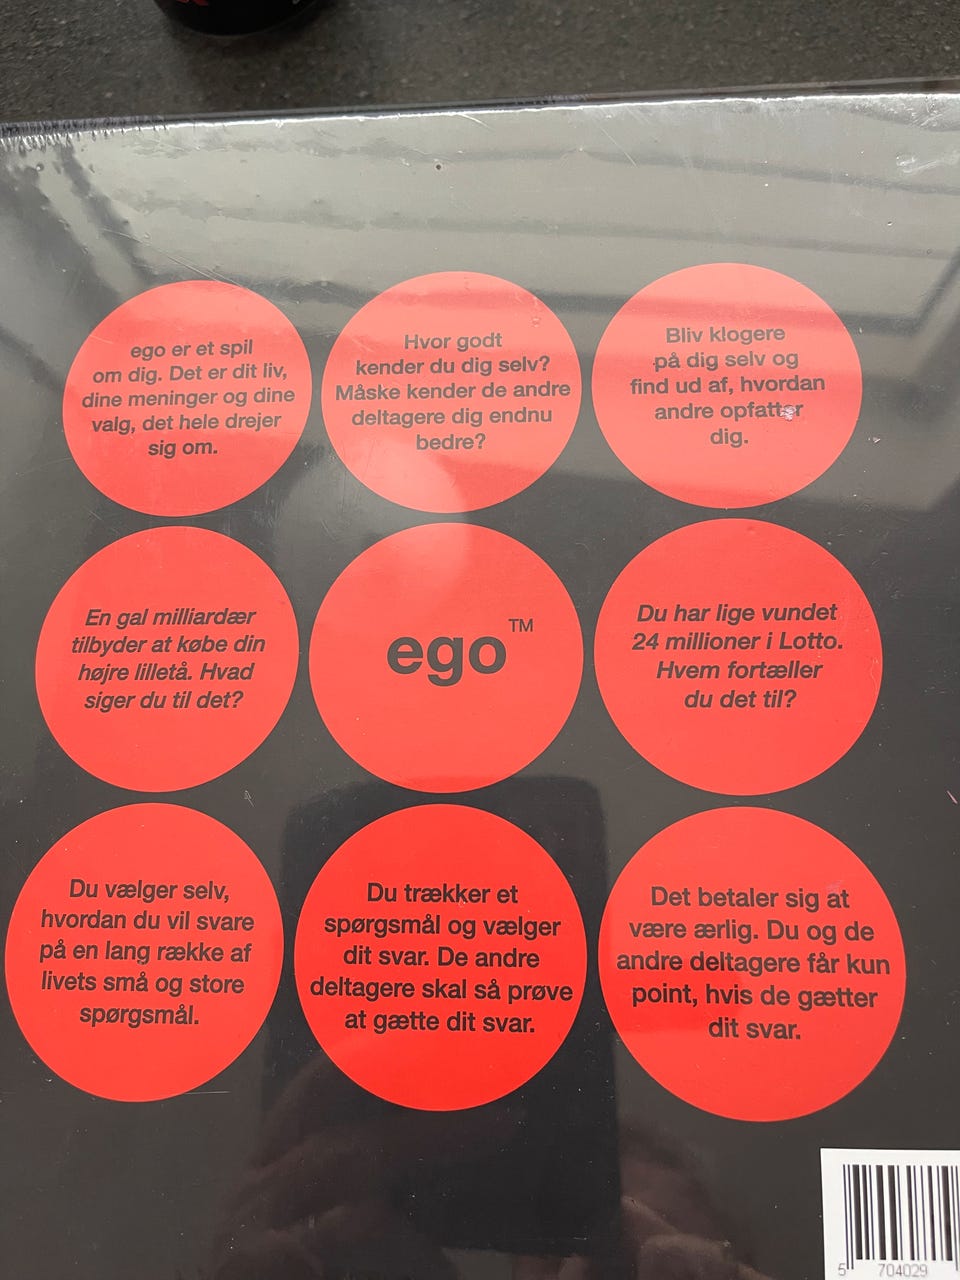 ego er et spil
om dig. Det er dit liv,
dine meninger og dine
valg, det hele drejer
sig om.
Hvor godt
kender du dig selv?
Måske kender de andre
deltagere dig endnu
bedre?
Bliv klogere
på dig selv og
find ud af, hvordan
andre opfatter
dig.
En gal milliardær
tilbyder at købe din
højre lilletå. Hvad
siger du til det?
ego™
Du har lige vundet
24 millioner i Lotto.
Hvem fortæller
du det til?
Du vælger selv,
hvordan du vil svare
på en lang række af
livets små og store
spørgsmål.
Du trækker et
spørgsmål og vælger
dit svar. De andre
deltagere skal så prøve
at gætte dit svar.
Det betaler sig at
være ærlig. Du og de
andre deltagere får kun
point, hvis de gætter
dit svar.
5 704029